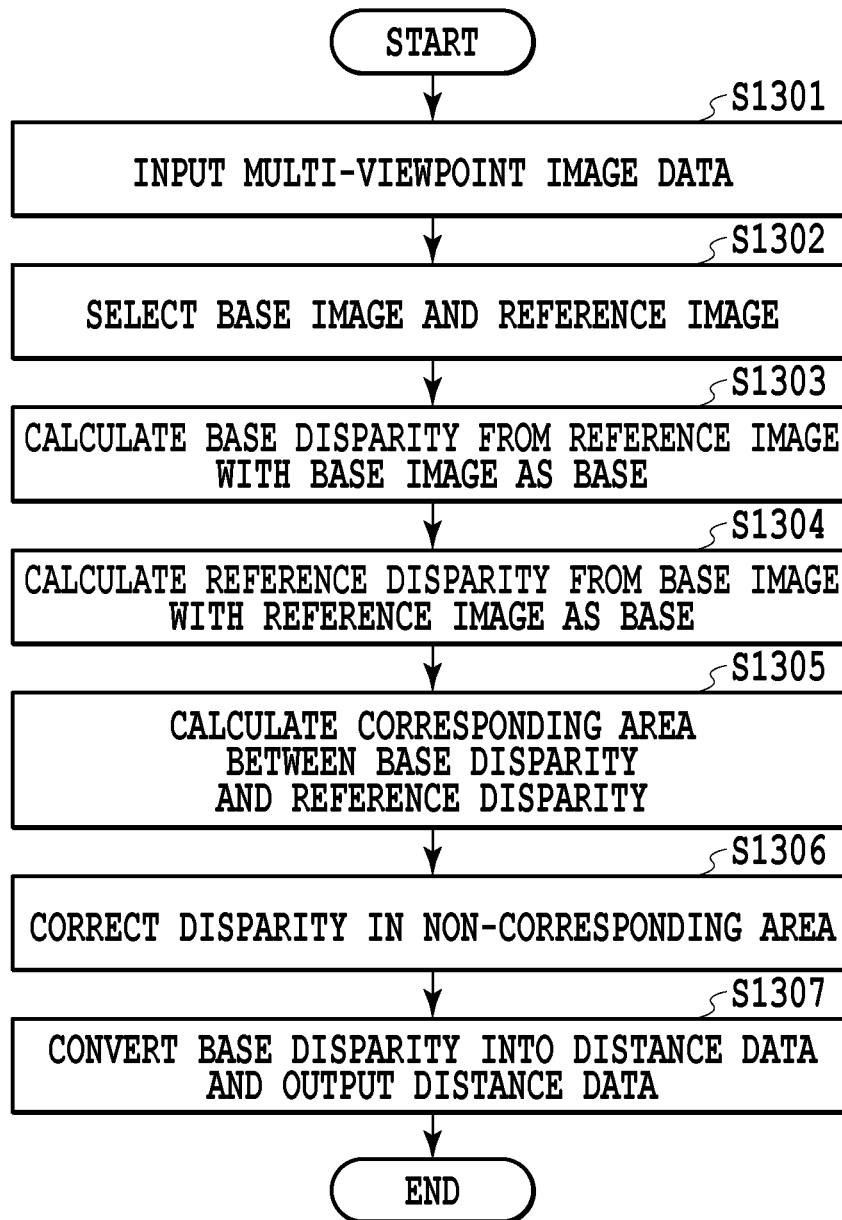 START
S1301
INPUT MULTI-VIEWPOINT IMAGE DATA
S1302
SELECT BASE IMAGE AND REFERENCE IMAGE
S1303
CALCULATE BASE DISPARITY FROM REFERENCE IMAGE
WITH BASE IMAGE AS BASE
S1304
CALCULATE REFERENCE DISPARITY FROM BASE IMAGE
WITH REFERENCE IMAGE AS BASE
S1305
CALCULATE CORRESPONDING AREA
BETWEEN BASE DISPARITY
AND REFERENCE DISPARITY
S1306
CORRECT DISPARITY IN NON-CORRESPONDING AREA
S1307
CONVERT BASE DISPARITY INTO DISTANCE DATA
AND OUTPUT DISTANCE DATA
END